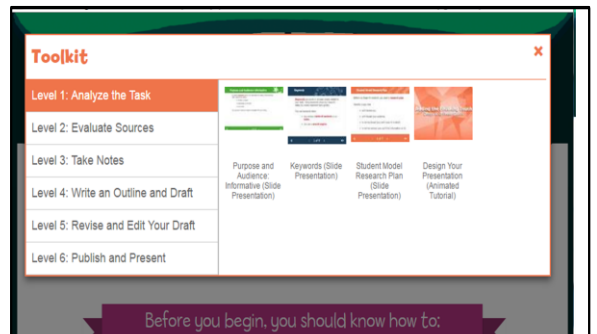 Toolkit
×
Level 1: Analyze the Task
Level 2: Evaluate Sources
Level 3: Take Notes
Level 4: Write an Outline and Draft
Level 5: Revise and Edit Your Draft
Level 6: Publish and Present
Purpose and
Audience:
Informative (Slide
Presentation)
Keywords (Slide
Presentation)
Student Model
Research Plan
(Slide
Presentation)
Design Your
Presentation
(Animated
Tutorial)
Before you begin, you should know how to: